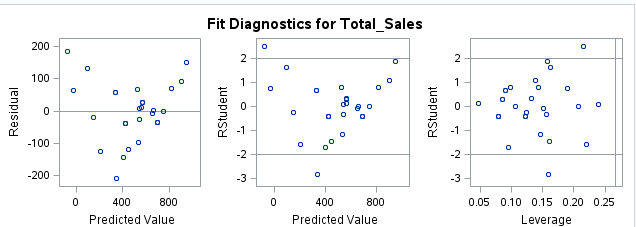 Fit Diagnostics for Total_Sales
Residual
200
100
0
-100
-200
0 400 800
Predicted Value
RStudent
2
1
0
-1
-2
-3
0 400 800
Predicted Value
RStudent
2
1
0
-1
-2
-3
0.05 0.10 0.15 0.20 0.25
Leverage